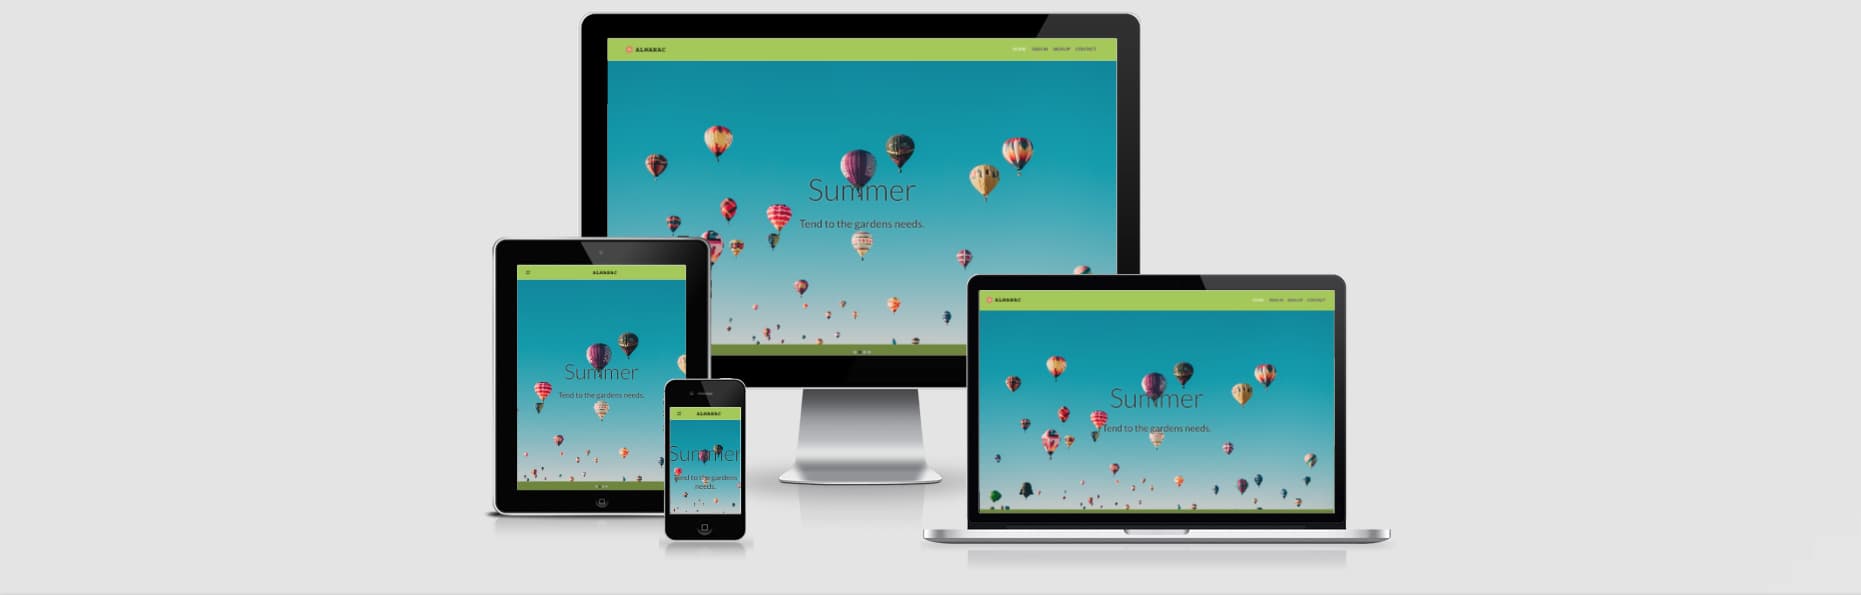 ALMANAC
HOME SIGN IN SIGN UP CONTACT
Summer
Tend to the gardens needs.
ALMANAC
Summer
Tend to the gardens needs.
ALMANAC
Summer
Tend to the gardens
needs.
ALMANAC
HOME SIGN IN SIGN UP CONTACT
Summer
Tend to the gardens needs.